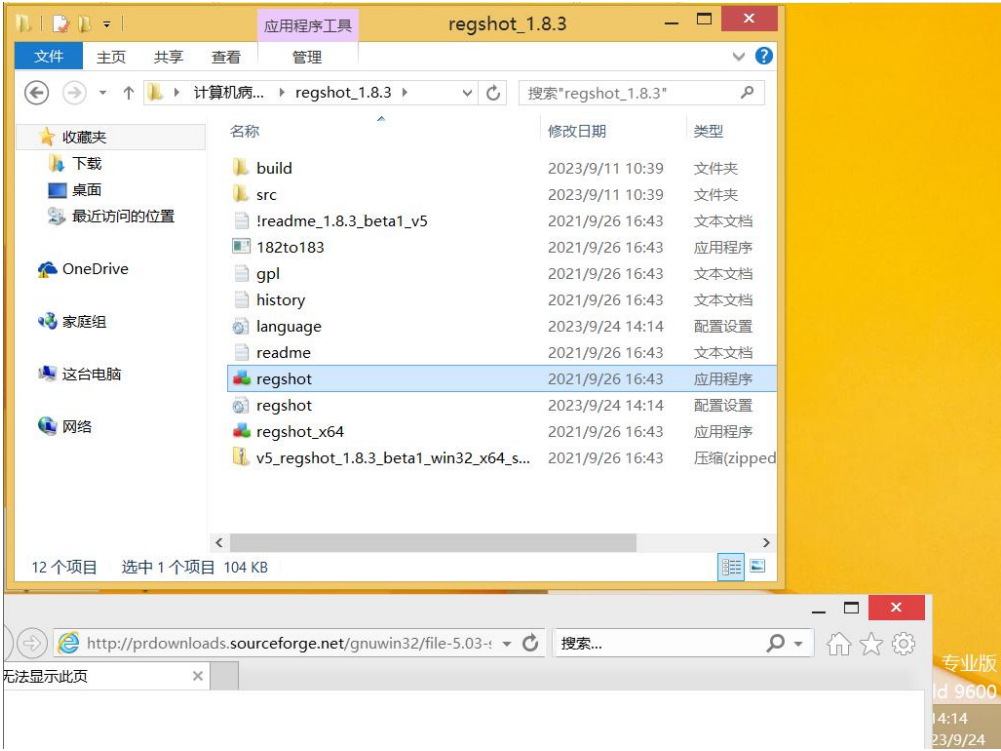 应用程序工具 regshot_1.8.3
文件 主页 共享 查看 管理
计算机病... regshot_1.8.3 搜索"regshot_1.8.3"
收藏夹
下载
桌面
最近访问的位置
OneDrive
家庭组
这台电脑
网络
名称 修改日期 类型
build 2023/9/11 10:39 文件夹
src 2023/9/11 10:39 文件夹
!readme_1.8.3_beta1_v5 2021/9/26 16:43 文本文档
182to183 2021/9/26 16:43 应用程序
gpl 2021/9/26 16:43 文本文档
history 2021/9/26 16:43 文本文档
language 2023/9/24 14:14 配置设置
readme 2021/9/26 16:43 文本文档
regshot 2021/9/26 16:43 应用程序
regshot 2023/9/24 14:14 配置设置
regshot_x64 2021/9/26 16:43 应用程序
v5_regshot_1.8.3_beta1_win32_x64_s... 2021/9/26 16:43 压缩(zipped
12 个项目 选中 1 个项目 104 KB
http://prdownloads.sourceforge.net/gnuwin32/file-5.03- 搜索...
无法显示此页
专业版
ld 9600
14:14
23/9/24